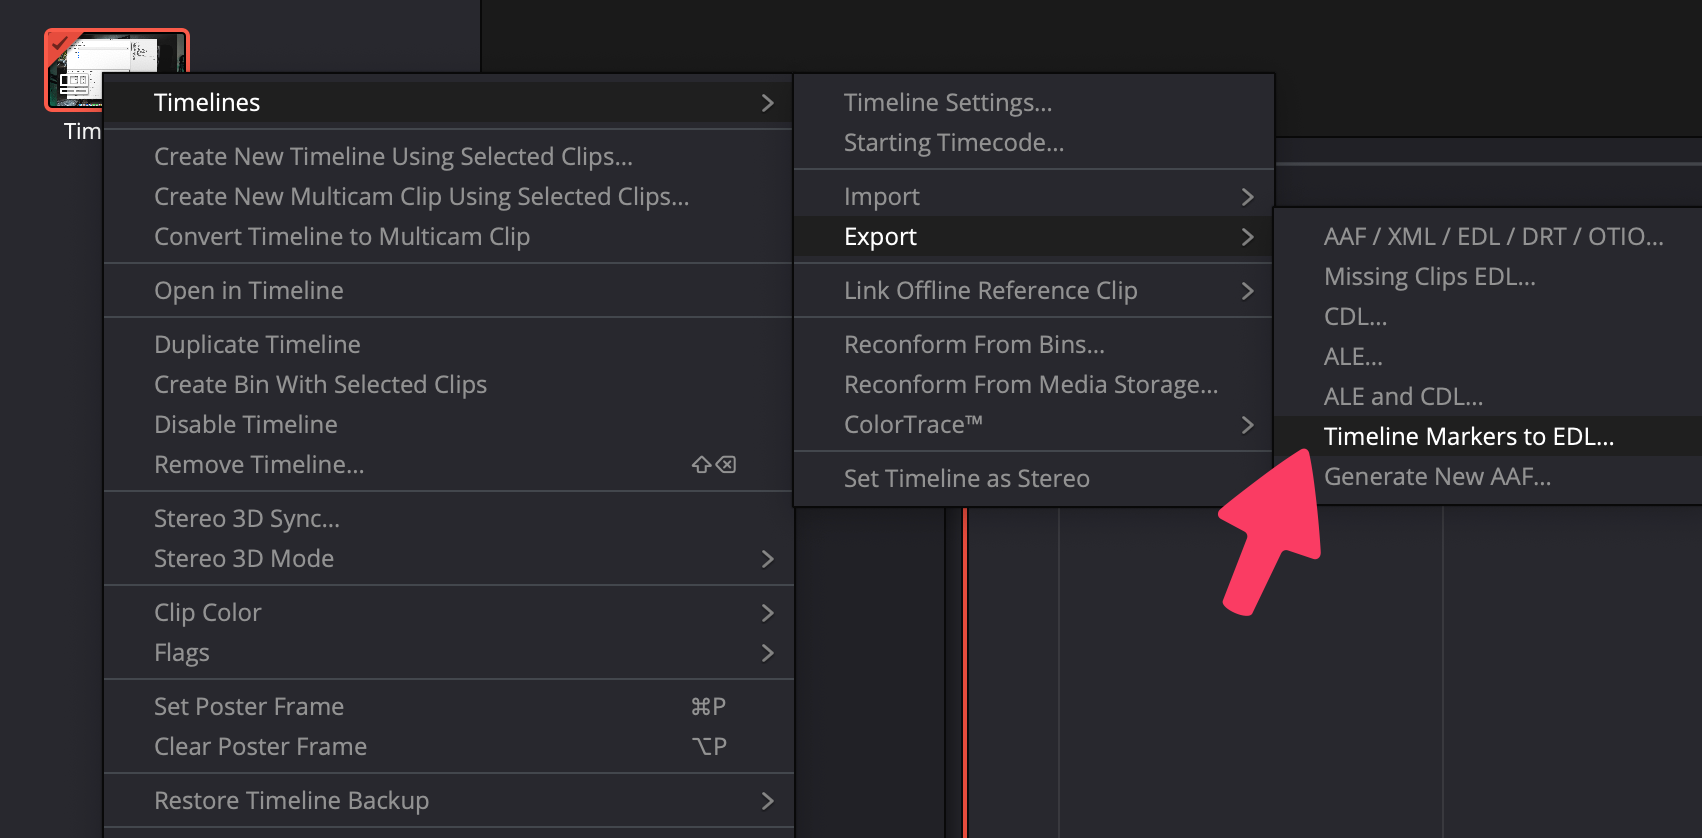 Tim
Timelines
Create New Timeline Using Selected Clips...
Create New Multicam Clip Using Selected Clips...
Convert Timeline to Multicam Clip
Open in Timeline
Duplicate Timeline
Create Bin With Selected Clips
Disable Timeline
Remove Timeline... ⇧⌫
Stereo 3D Sync...
Stereo 3D Mode
Clip Color
Flags
Set Poster Frame ⌘P
Clear Poster Frame ⌥P
Restore Timeline Backup
Timeline Settings...
Starting Timecode...
Import
Export
Link Offline Reference Clip
Reconform From Bins...
Reconform From Media Storage...
ColorTrace™
Set Timeline as Stereo
AAF / XML / EDL / DRT / OTIO...
Missing Clips EDL...
CDL...
ALE...
ALE and CDL...
Timeline Markers to EDL...
Generate New AAF...